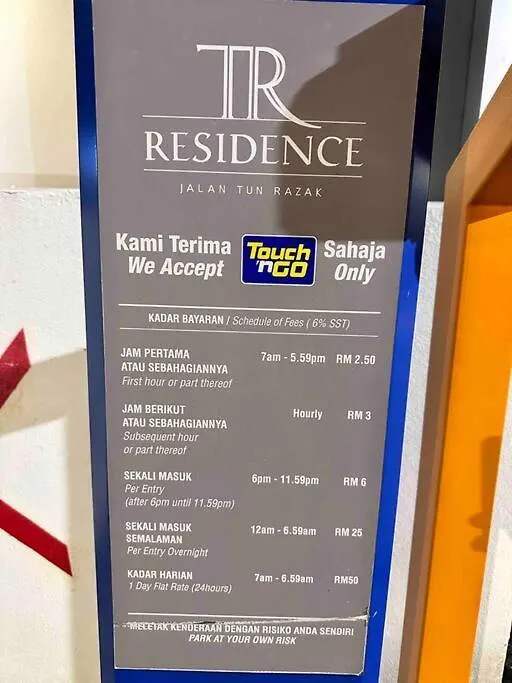 TR
RESIDENCE
JALAN TUN RAZAK
Kami Terima Touch 'nGO Sahaja
We Accept Only
KADAR BAYARAN / Schedule of Fees ( 6% SST)
JAM PERTAMA 7am - 5.59pm RM 2.50
ATAU SEBAHAGIANNYA
First hour or part thereof
JAM BERIKUT Hourly RM 3
ATAU SEBAHAGIANNYA
Subsequent hour
or part thereof
SEKALI MASUK 6pm - 11.59pm RM 6
Per Entry
(after 6pm until 11.59pm)
SEKALI MASUK 12am - 6.59am RM 25
SEMALAMAN
Per Entry Overnight
KADAR HARIAN 7am - 6.59am RM50
1 Day Flat Rate (24hours)
MELETAK KENDERAAN DENGAN RISIKO ANDA SENDIRI
PARK AT YOUR OWN RISK